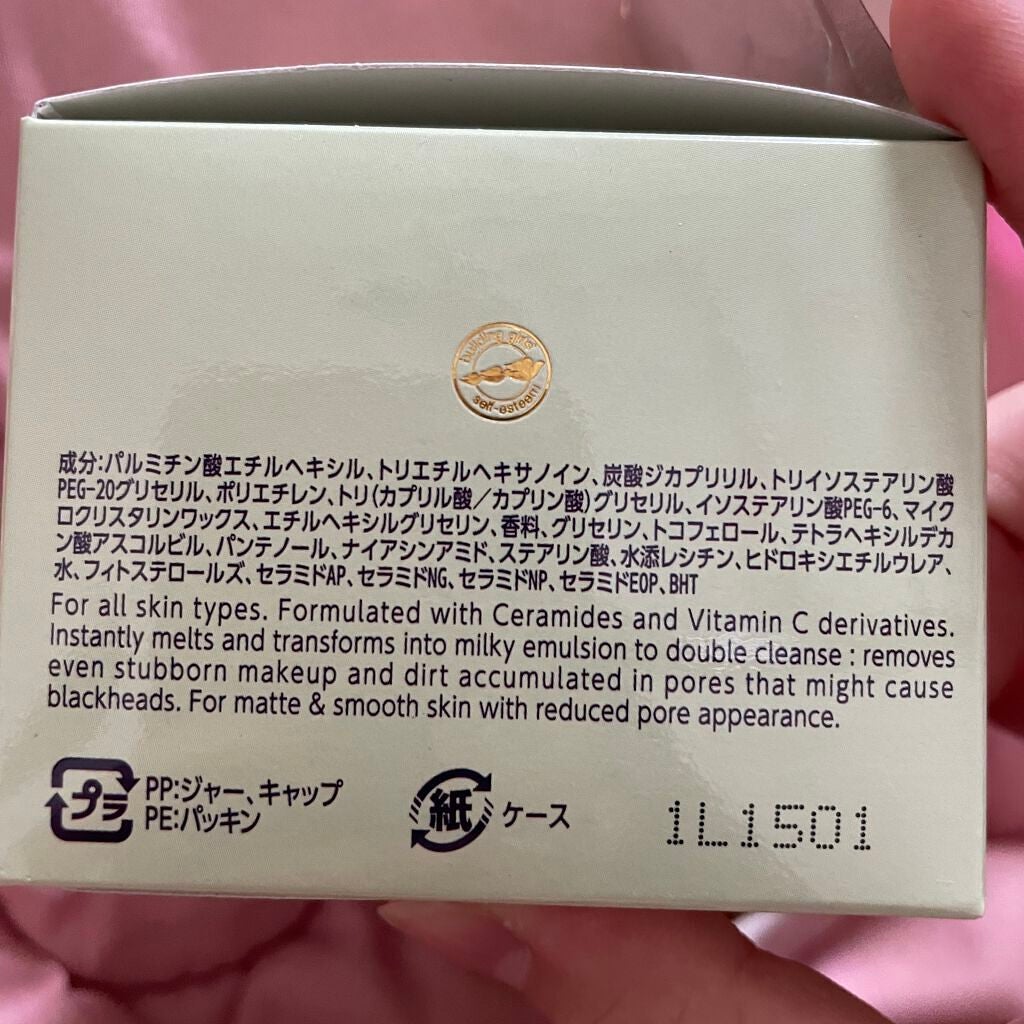 building girls'
self-esteem!
成分:パルミチン酸エチルヘキシル、トリエチルヘキサノイン、炭酸ジカプリリル、トリイソステアリン酸
PEG-20グリセリル、ポリエチレン、トリ(カプリル酸／カプリン酸)グリセリル、イソステアリン酸PEG-6、マイク
ロクリスタリンワックス、エチルヘキシルグリセリン、香料、グリセリン、トコフェロール、テトラヘキシルデカ
ン酸アスコルビル、パンテノール、ナイアシンアミド、ステアリン酸、水添レシチン、ヒドロキシエチルウレア、
水、フィトステロールズ、セラミドAP、セラミドNG、セラミドNP、セラミドEOP、BHT
For all skin types. Formulated with Ceramides and Vitamin C derivatives.
Instantly melts and transforms into milky emulsion to double cleanse : removes
even stubborn makeup and dirt accumulated in pores that might cause
blackheads. For matte & smooth skin with reduced pore appearance.
プラ PP:ジャー、キャップ
PE:パッキン
紙 ケース
1L1501